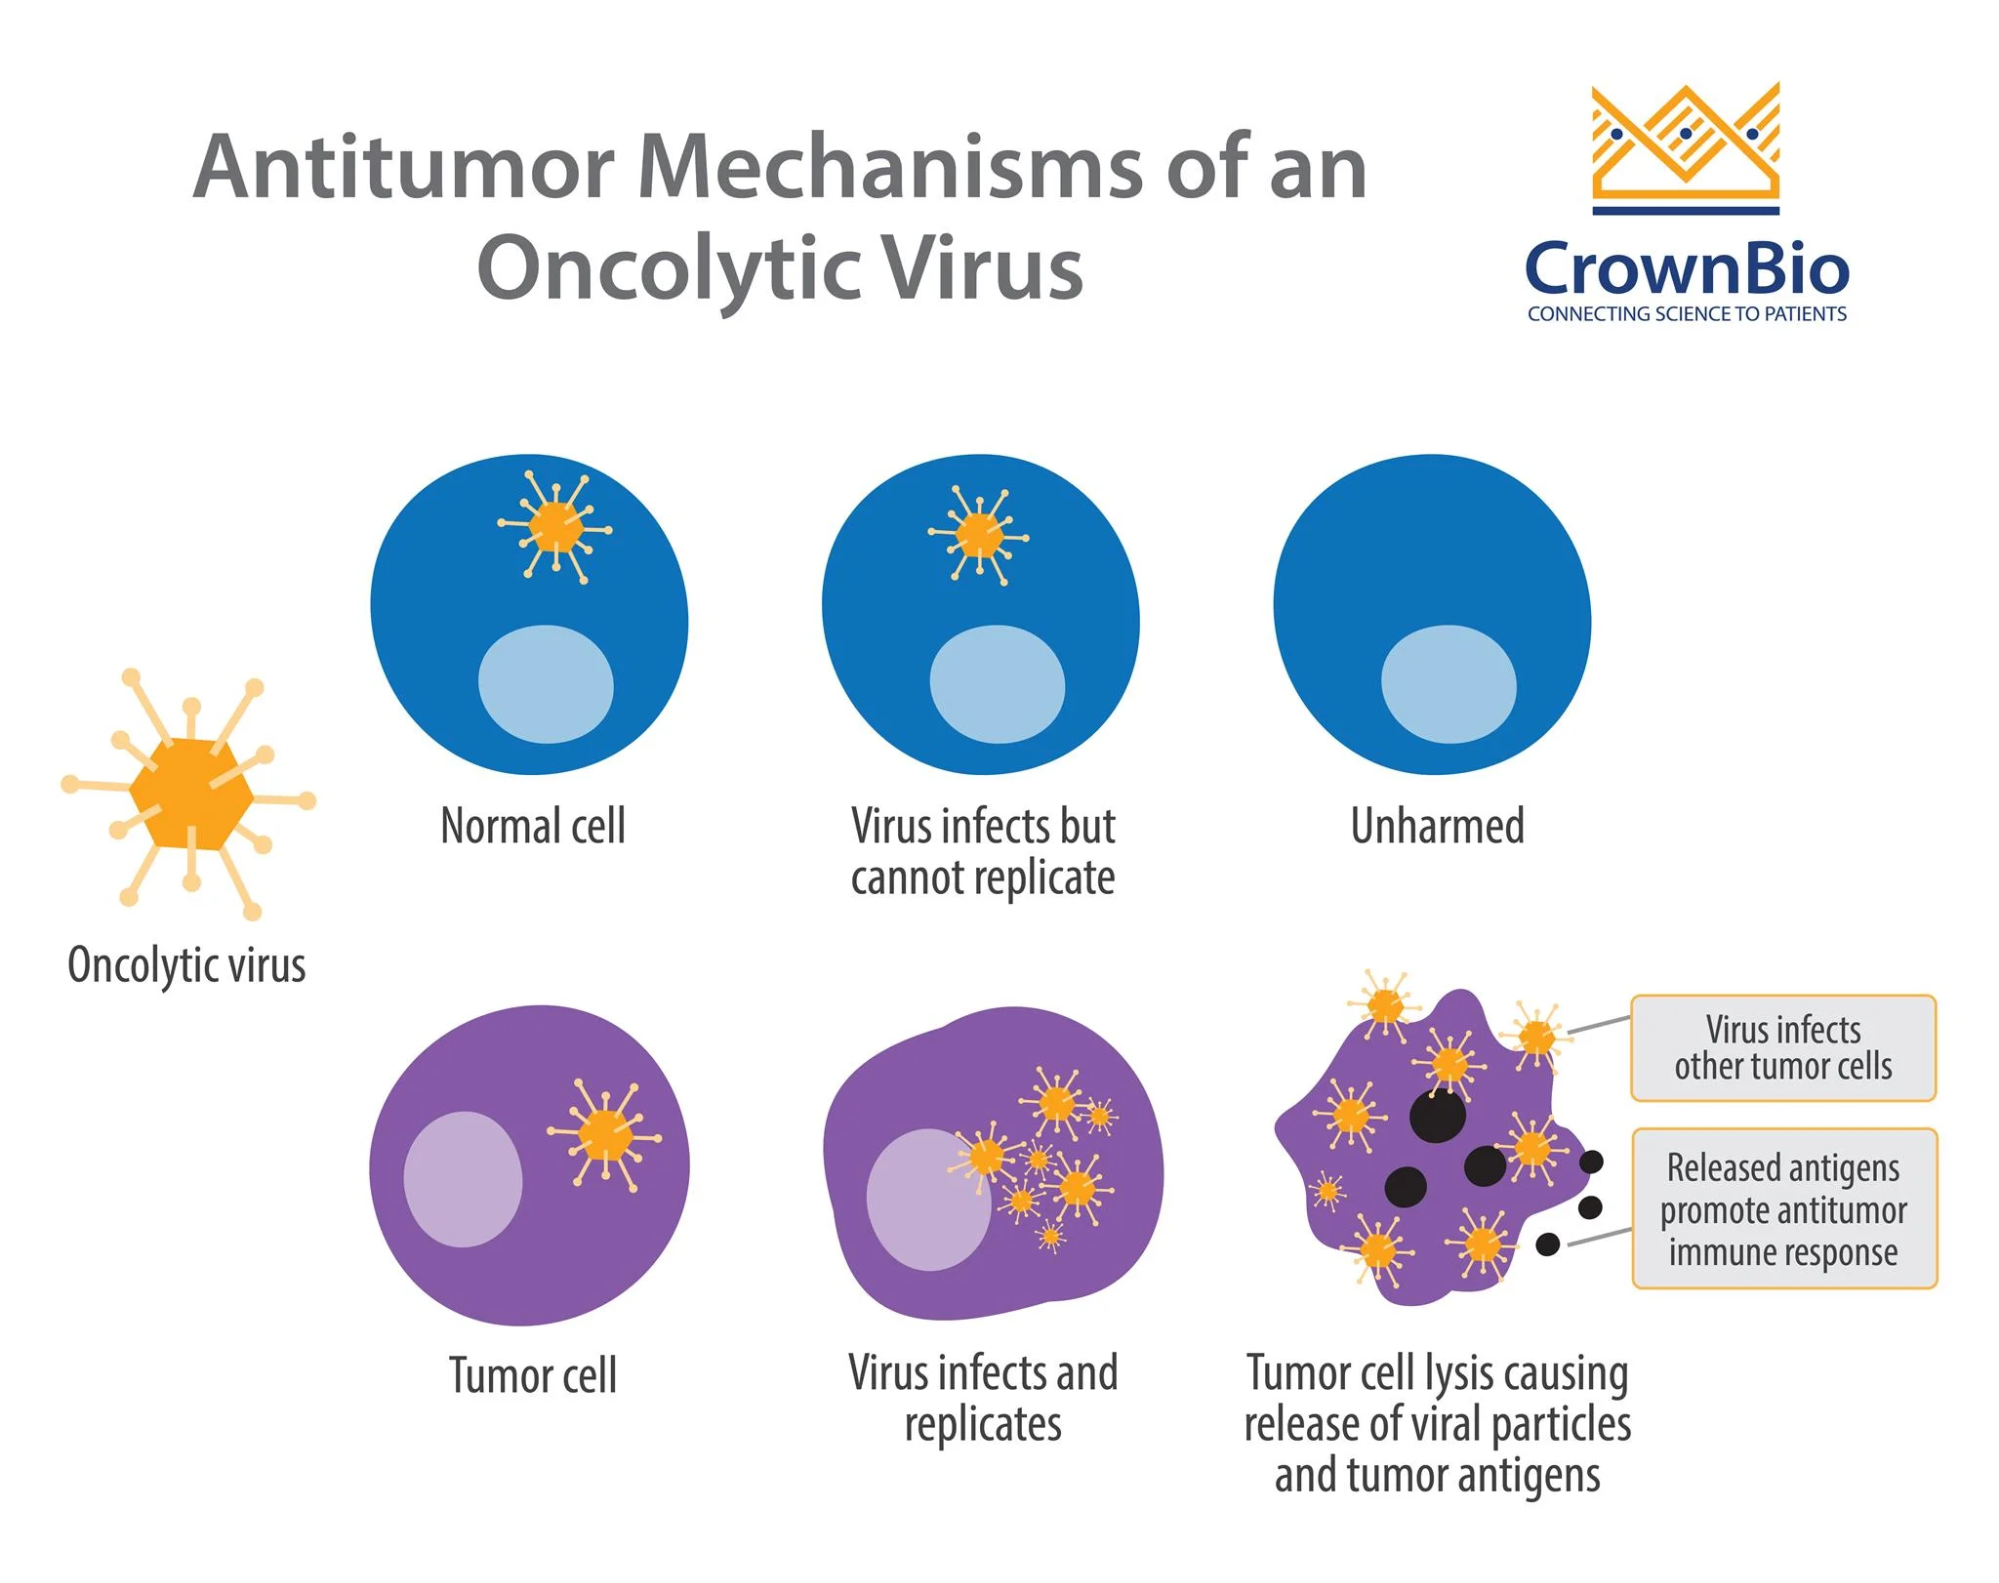 Antitumor Mechanisms of an
Oncolytic Virus
CrownBio
CONNECTING SCIENCE TO PATIENTS
Normal cell
Virus infects but
cannot replicate
Unharmed
Oncolytic virus
Virus infects
other tumor cells
Released antigens
promote antitumor
immune response
Tumor cell
Virus infects and
replicates
Tumor cell lysis causing
release of viral particles
and tumor antigens